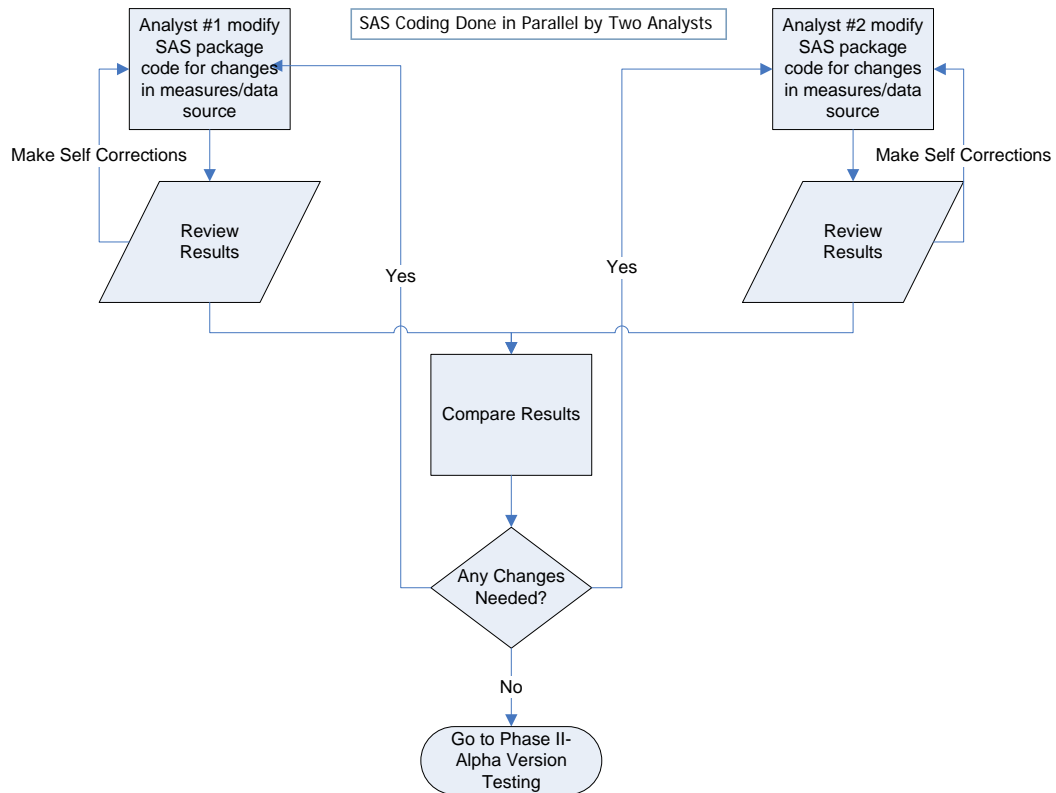 SAS Coding Done in Parallel by Two Analysts
Analyst #1 modify
SAS package
code for changes
in measures/data
source
Analyst #2 modify
SAS package
code for changes
in measures/data
source
Make Self Corrections
Make Self Corrections
Review
Results
Review
Results
Yes
Yes
Compare Results
Any Changes
Needed?
No
Go to Phase II-
Alpha Version
Testing